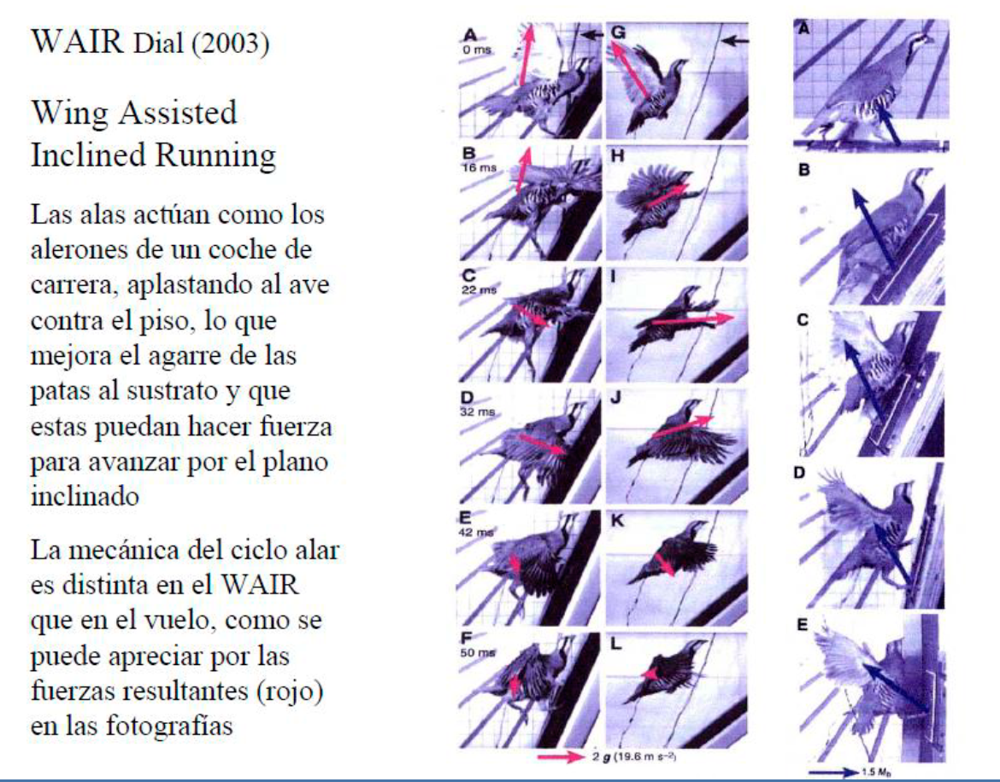 WAIR Dial (2003)
Wing Assisted
Inclined Running
Las alas actúan como los
alerones de un coche de
carrera, aplastando al ave
contra el piso, lo que
mejora el agarre de las
patas al sustrato y que
estas puedan hacer fuerza
para avanzar por el plano
inclinado
La mecánica del ciclo alar
es distinta en el WAIR
que en el vuelo, como se
puede apreciar por las
fuerzas resultantes (rojo)
en las fotografías
A
0 ms
B
16 ms
C
22 ms
D
32 ms
E
42 ms
F
50 ms
G
H
I
J
K
L
2 g (19.6 m s⁻²)
A
B
C
D
E
1.5 Mb